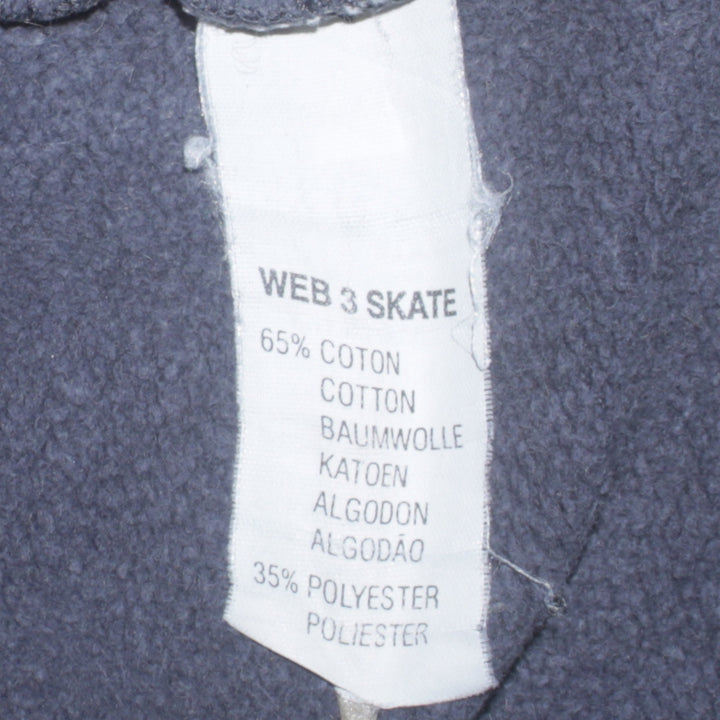 WEB 3 SKATE
65% COTON
COTTON
BAUMWOLLE
KATOEN
ALGODON
ALGODÃO
35% POLYESTER
POLIESTER